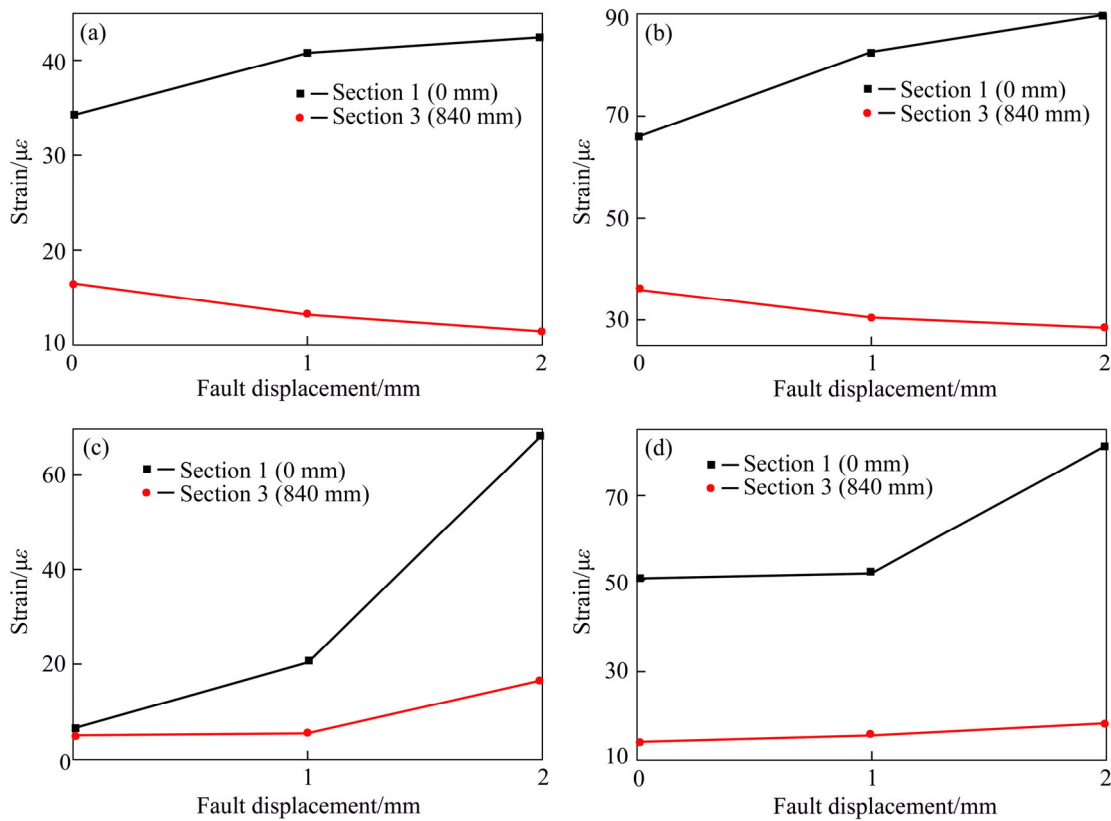 (a)
40
30
20
10
Strain/με
Section 1 (0 mm)
Section 3 (840 mm)
0 1 2
Fault displacement/mm
(b)
90
70
50
30
Strain/με
Section 1 (0 mm)
Section 3 (840 mm)
0 1 2
Fault displacement/mm
(c)
60
40
20
0
Strain/με
Section 1 (0 mm)
Section 3 (840 mm)
0 1 2
Fault displacement/mm
(d)
70
50
30
10
Strain/με
Section 1 (0 mm)
Section 3 (840 mm)
0 1 2
Fault displacement/mm